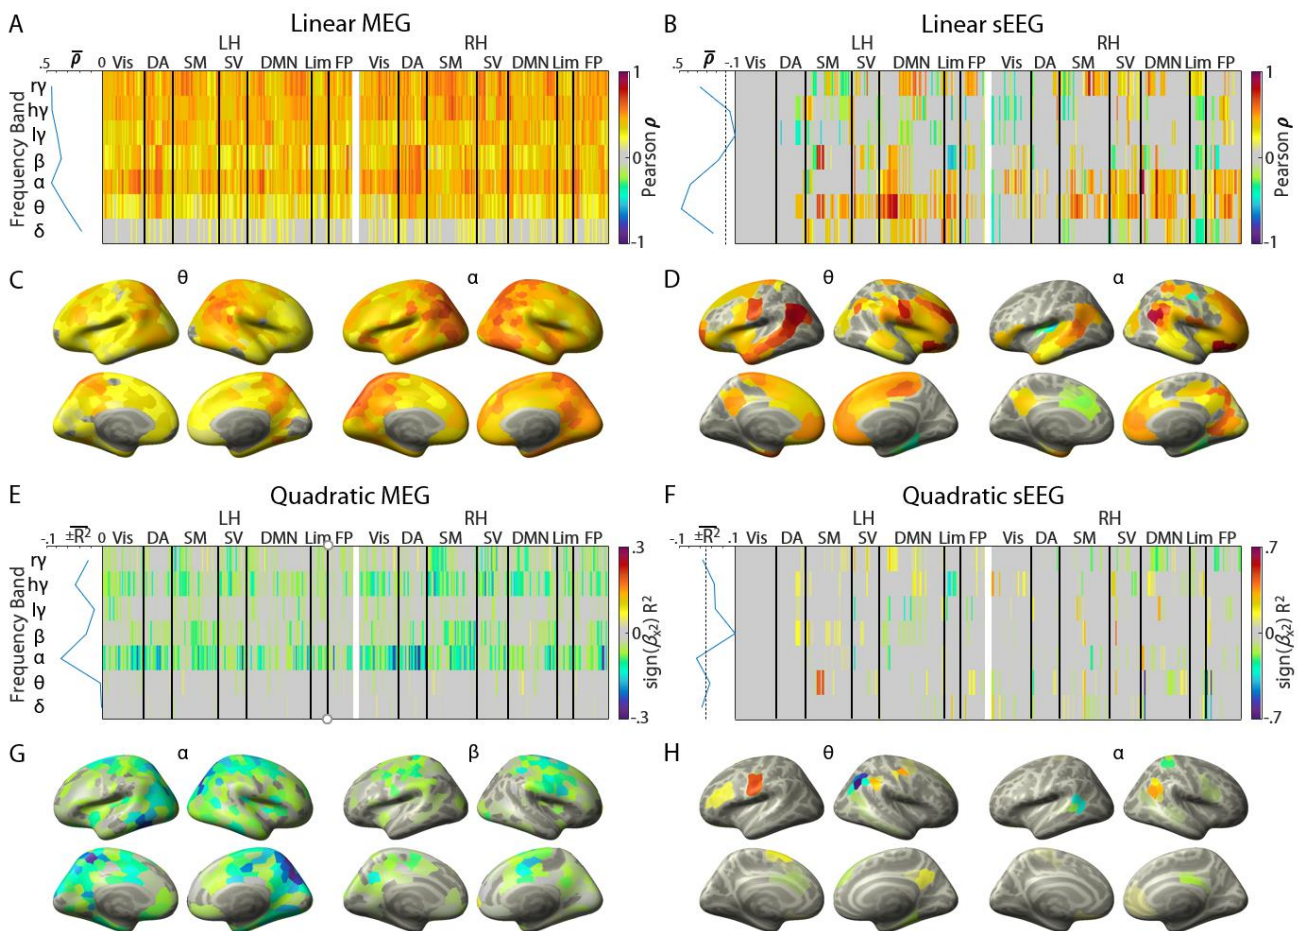 A Linear MEG
LH RH
.5 ρ̅ 0 Vis DA SM SV DMN Lim FP Vis DA SM SV DMN Lim FP
Frequency Band
rγ
hγ
lγ
β
α
θ
δ
1
0
-1
Pearson ρ
B Linear sEEG
LH RH
.5 ρ̅ -.1 Vis DA SM SV DMN Lim FP Vis DA SM SV DMN Lim FP
1
0
-1
Pearson ρ
C θ α
D θ α
E Quadratic MEG
LH RH
-.1 ±R² 0 Vis DA SM SV DMN Lim FP Vis DA SM SV DMN Lim FP
Frequency Band
rγ
hγ
lγ
β
α
θ
δ
.3
0
-.3
sign(βx2) R²
F Quadratic sEEG
LH RH
-.1 ±R² .1 Vis DA SM SV DMN Lim FP Vis DA SM SV DMN Lim FP
.7
0
-.7
sign(βx2) R²
G α β
H θ α